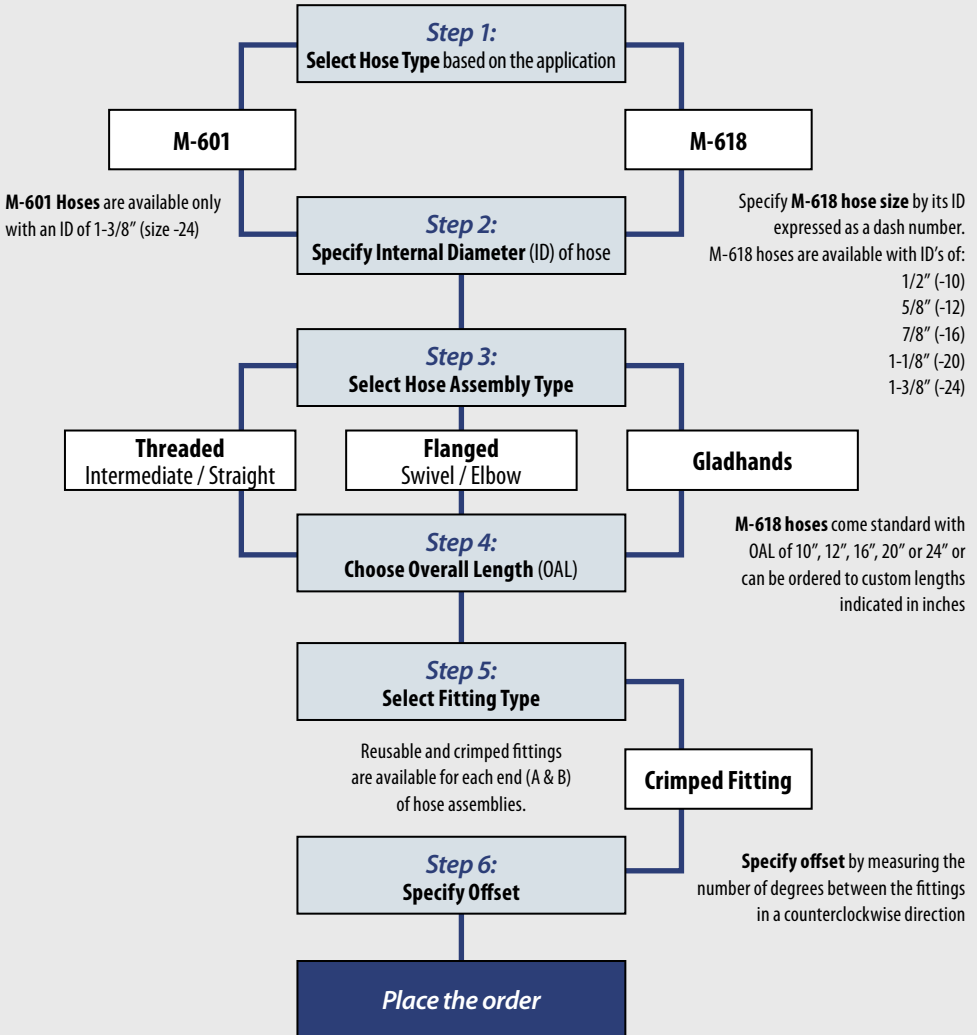 Step 1:
Select Hose Type based on the application
M-601
M-618
M-601 Hoses are available only
with an ID of 1-3/8” (size -24)
Step 2:
Specify Internal Diameter (ID) of hose
Specify M-618 hose size by its ID
expressed as a dash number.
M-618 hoses are available with ID’s of:
1/2” (-10)
5/8” (-12)
7/8” (-16)
1-1/8” (-20)
1-3/8” (-24)
Step 3:
Select Hose Assembly Type
Threaded
Intermediate / Straight
Flanged
Swivel / Elbow
Gladhands
Step 4:
Choose Overall Length (OAL)
M-618 hoses come standard with
OAL of 10”, 12”, 16”, 20” or 24” or
can be ordered to custom lengths
indicated in inches
Step 5:
Select Fitting Type
Reusable and crimped fittings
are available for each end (A & B)
of hose assemblies.
Crimped Fitting
Step 6:
Specify Offset
Specify offset by measuring the
number of degrees between the fittings
in a counterclockwise direction
Place the order